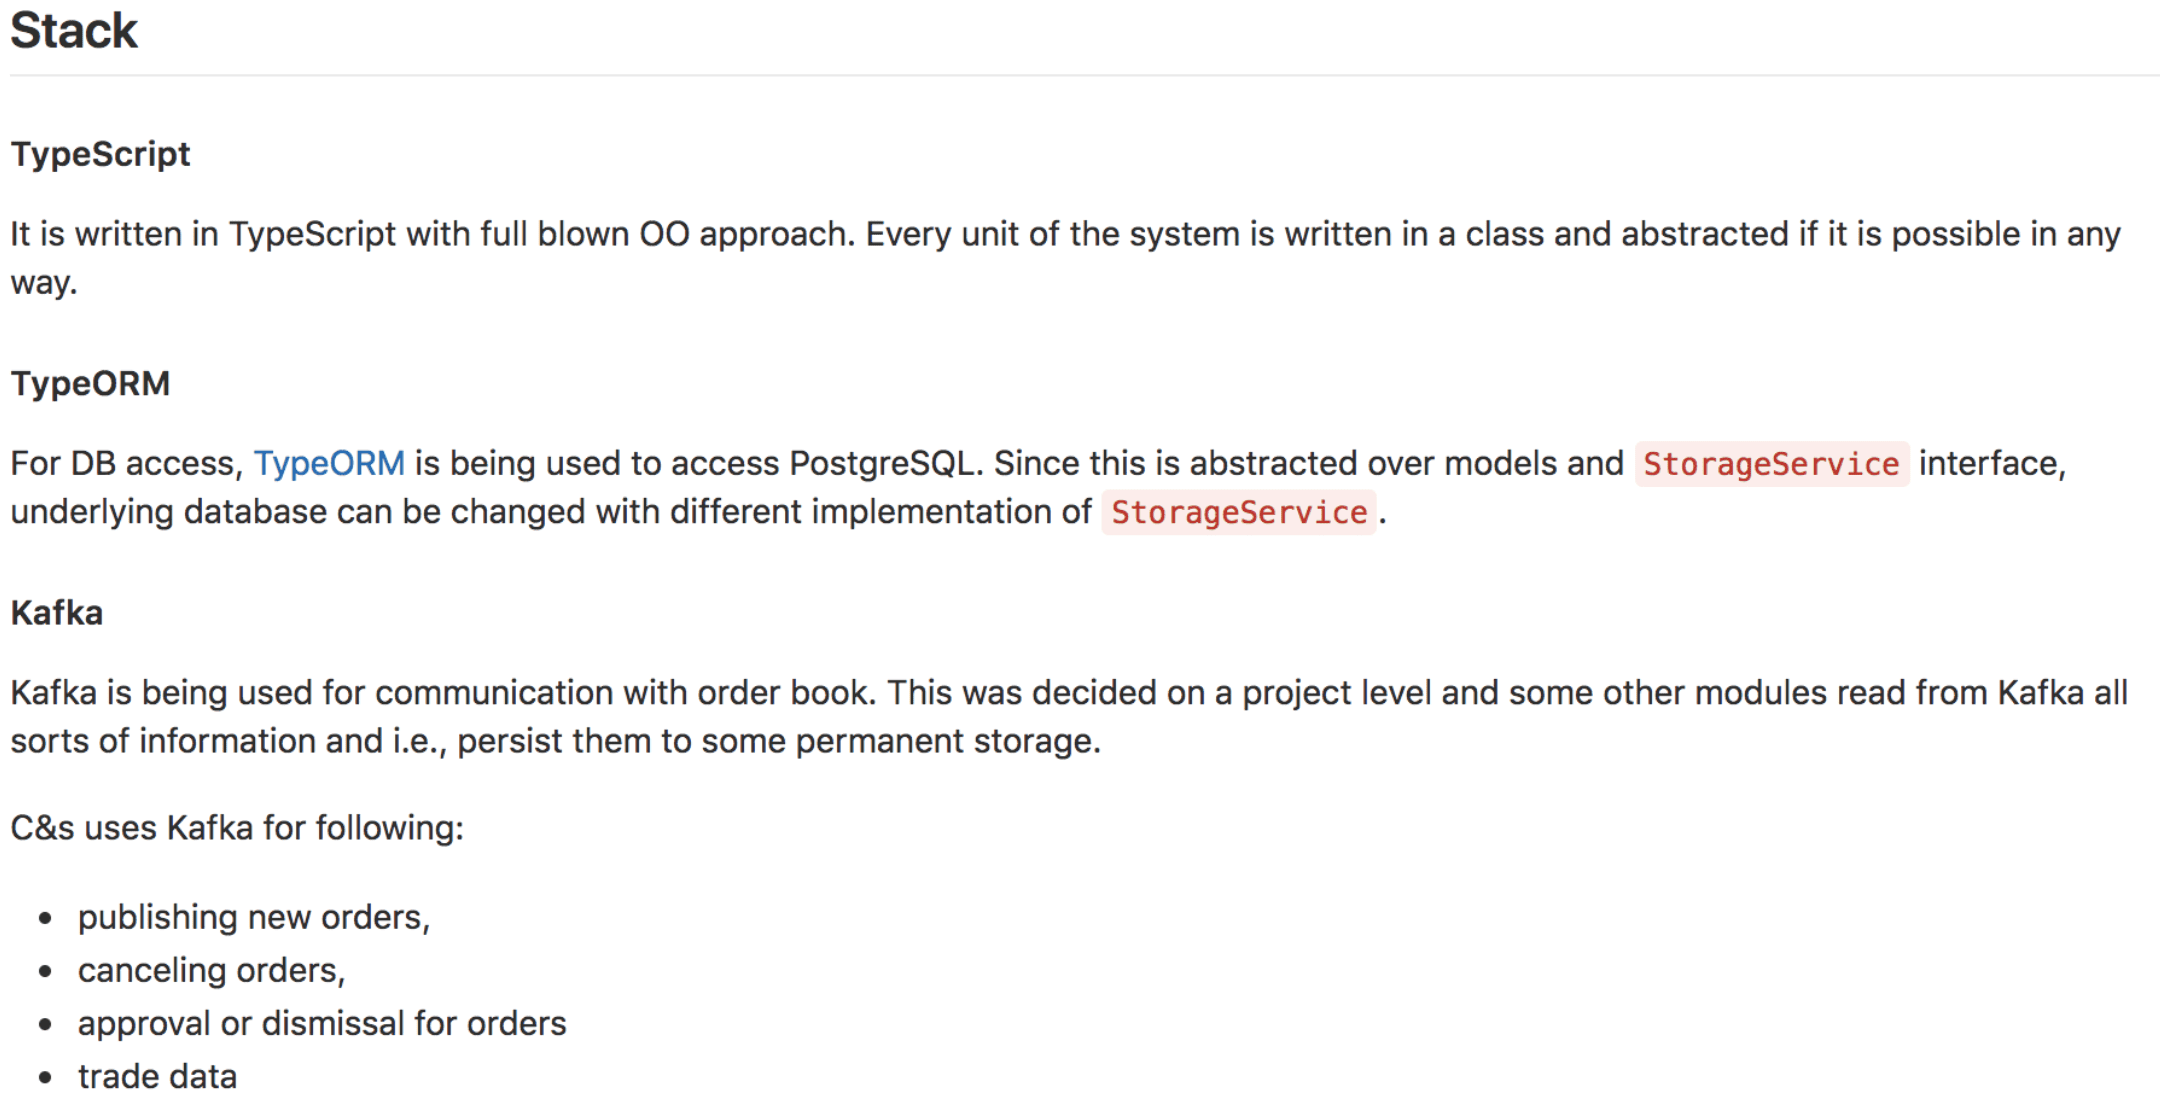 Stack
TypeScript
It is written in TypeScript with full blown OO approach. Every unit of the system is written in a class and abstracted if it is possible in any
way.
TypeORM
For DB access, TypeORM is being used to access PostgreSQL. Since this is abstracted over models and StorageService interface,
underlying database can be changed with different implementation of StorageService.
Kafka
Kafka is being used for communication with order book. This was decided on a project level and some other modules read from Kafka all
sorts of information and i.e., persist them to some permanent storage.
C&s uses Kafka for following:
• publishing new orders,
• canceling orders,
• approval or dismissal for orders
• trade data